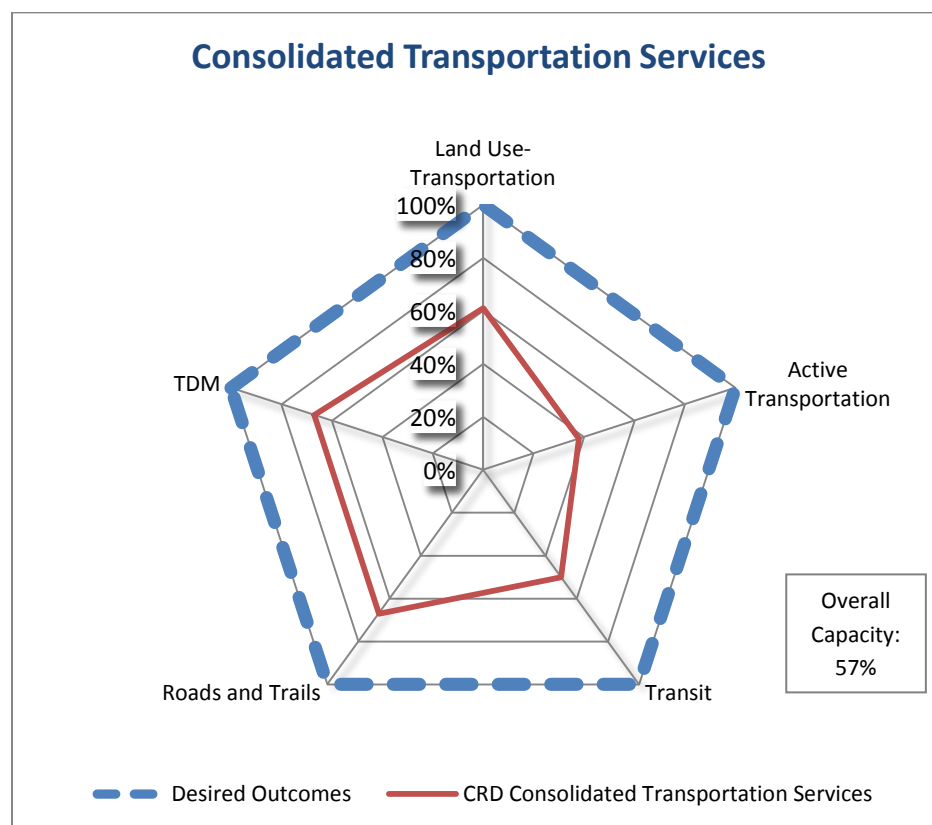 Consolidated Transportation Services
Land Use-
Transportation
100%
80%
60%
40%
20%
0%
TDM
Active
Transportation
Overall
Capacity:
57%
Roads and Trails
Transit
Desired Outcomes
CRD Consolidated Transportation Services